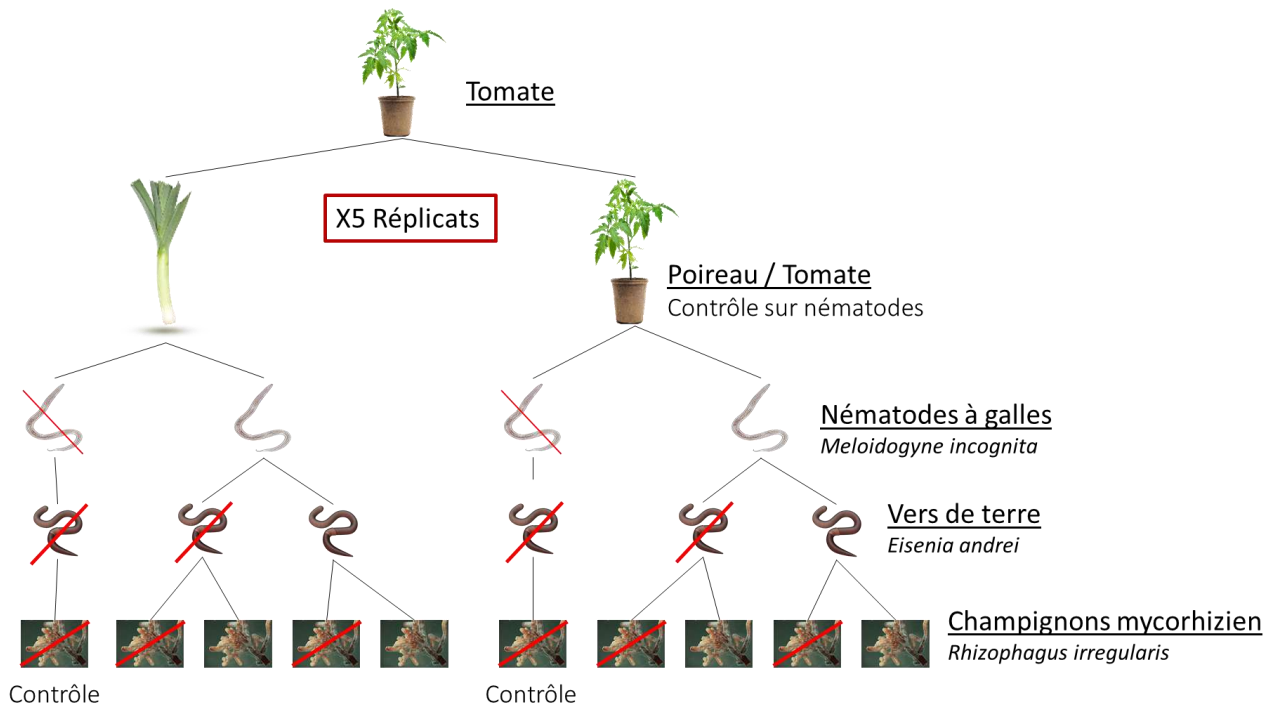 Tomate
X5 Réplicats
Poireau / Tomate
Contrôle sur nématodes
Nématodes à galles
Meloidogyne incognita
Vers de terre
Eisenia andrei
Champignons mycorhizien
Rhizophagus irregularis
Contrôle
Contrôle